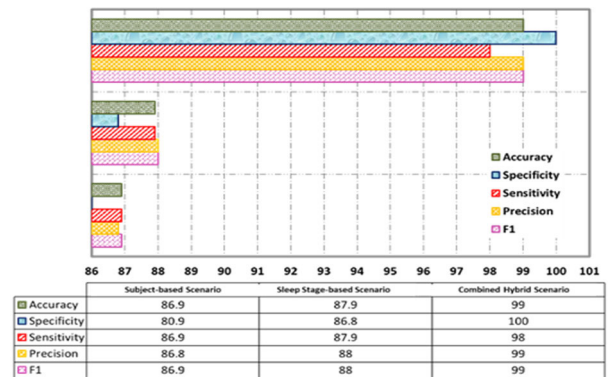 Accuracy
Specificity
Sensitivity
Precision
F1
86 87 88 89 90 91 92 93 94 95 96 97 98 99 100 101
Subject-based Scenario Sleep Stage-based Scenario Combined Hybrid Scenario
Accuracy 86.9 87.9 99
Specificity 80.9 86.8 100
Sensitivity 86.9 87.9 98
Precision 86.8 88 99
F1 86.9 88 99